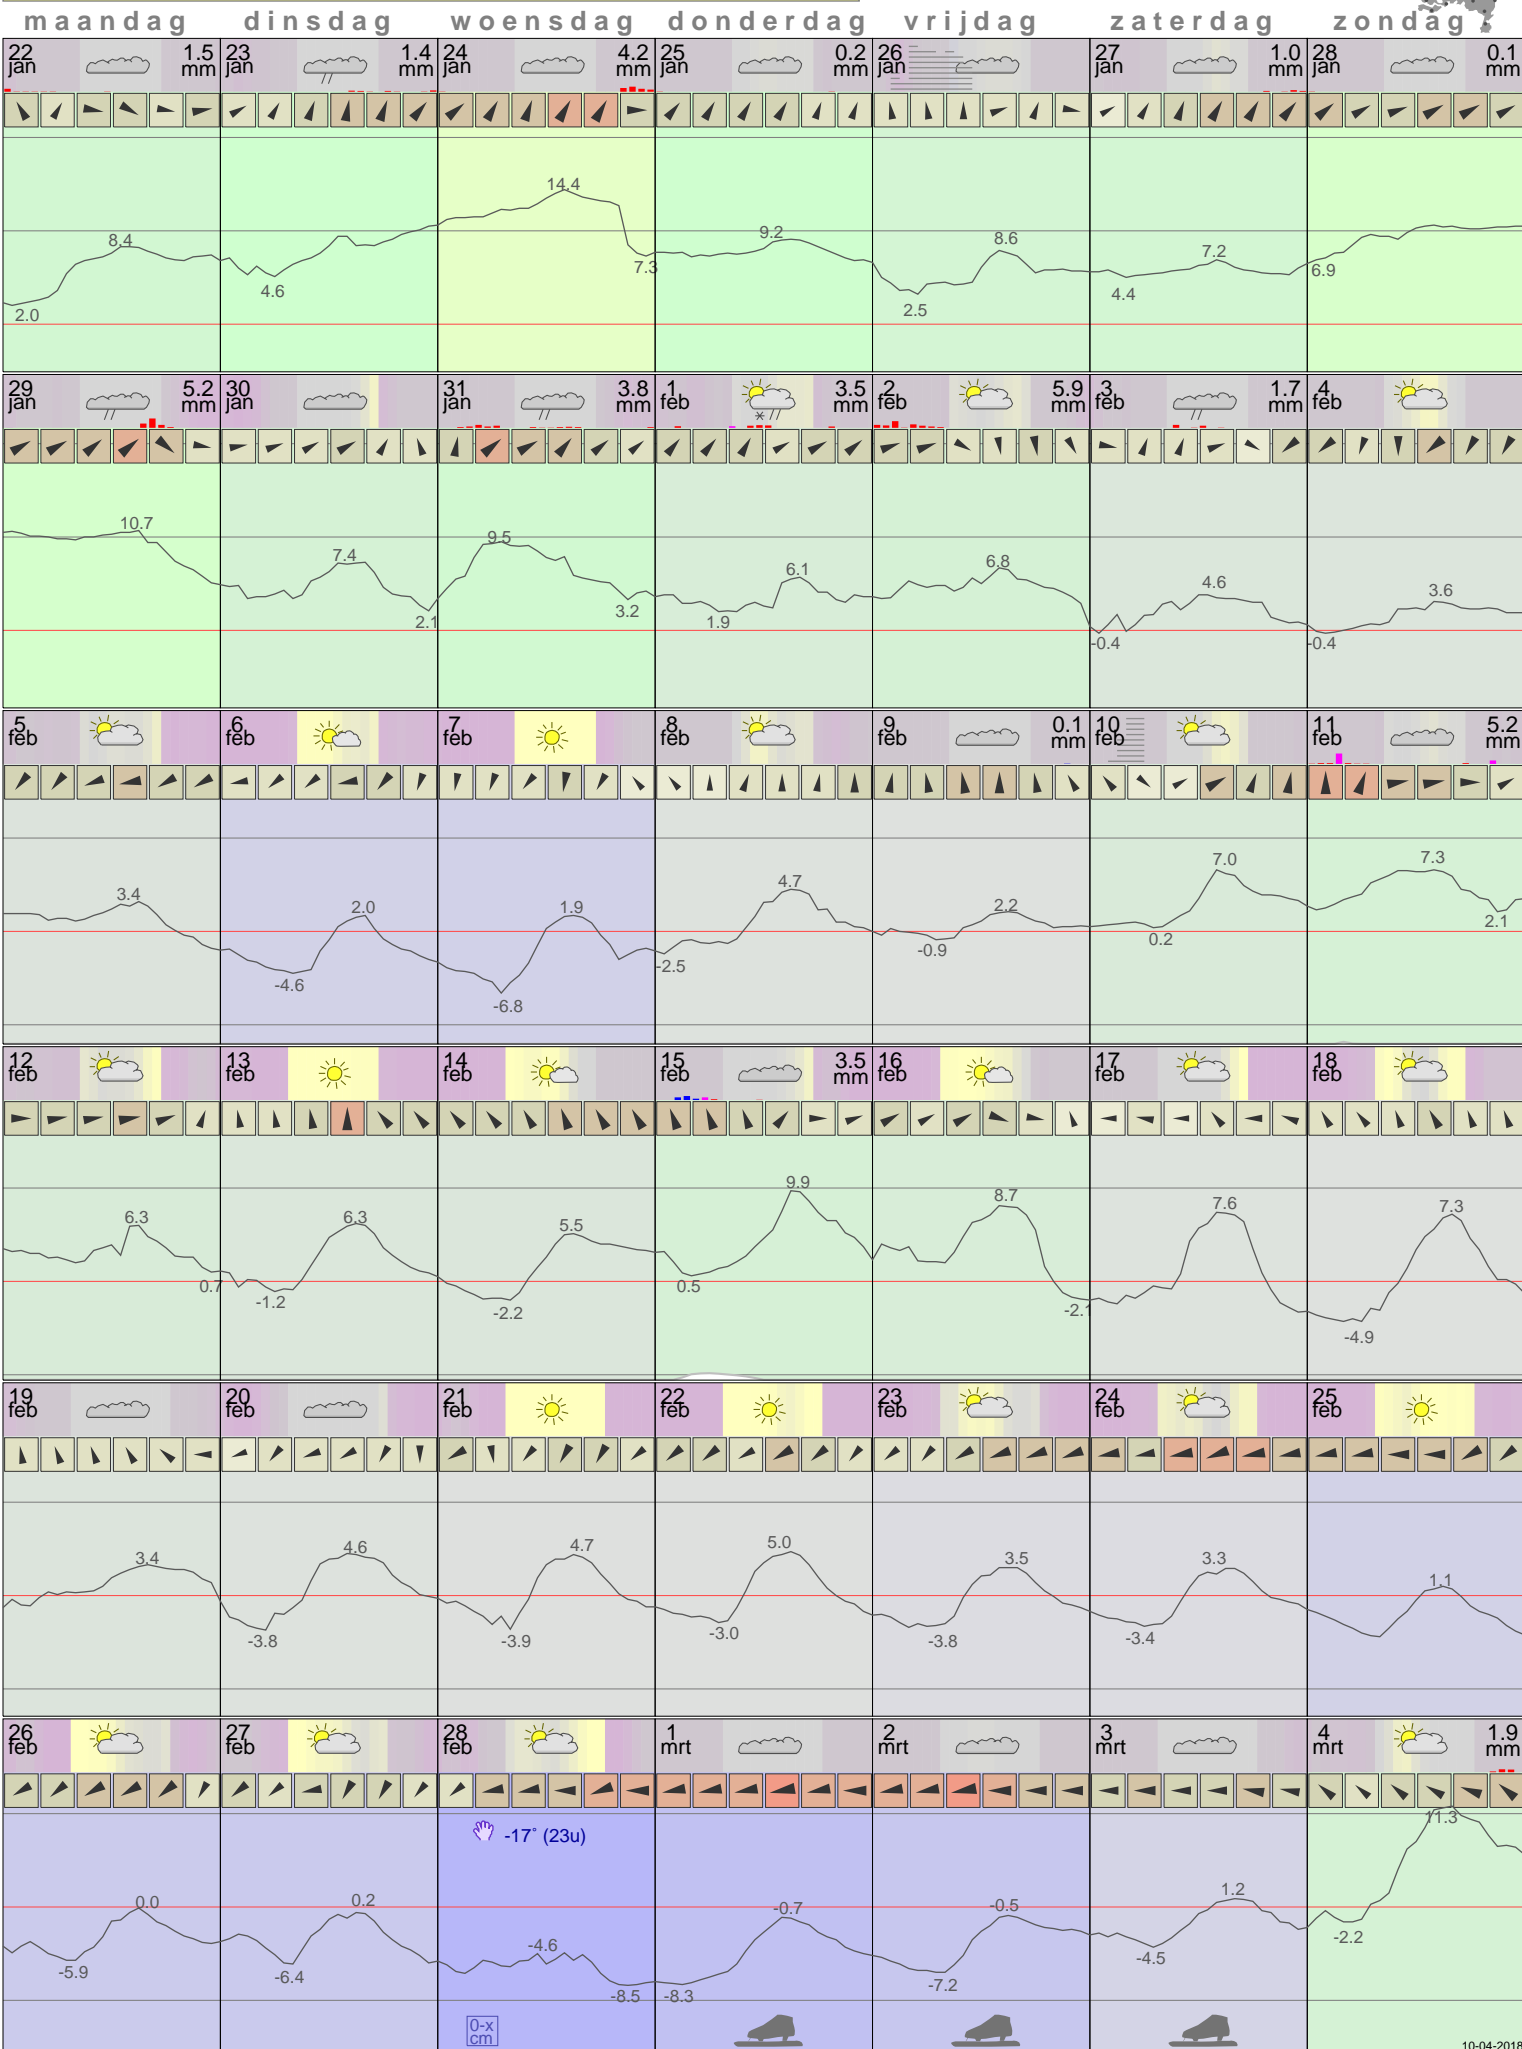 maandag dinsdag woensdag donderdag vrijdag zaterdag zondag
22 1.5 23 1.4 24 4.2 25 0.2 26 27 1.0 28 0.1
jan mm jan mm jan mm jan mm jan jan mm jan mm
14.4
8.4 9.2 8.6 7.2
7.3 6.9
4.6 4.4
2.0 2.5
29 5.2 30 31 3.8 1 3.5 2 5.9 3 1.7 4
jan mm jan jan mm feb mm feb mm feb mm feb
10.7 9.5
7.4 6.1 6.8 4.6 3.6
2.1 3.2 1.9
-0.4 -0.4
5 6 7 8 9 0.1 10 11 5.2
feb feb feb feb feb mm feb feb mm
7.0 7.3
3.4 2.0 1.9 4.7 2.2
0.2 2.1
-4.6 -6.8 -2.5 -0.9
12 13 14 15 3.5 16 17 18
feb feb feb feb mm feb feb feb
6.3 6.3 5.5 9.9 8.7 7.6 7.3
0.7 -1.2 -2.2 0.5 -2.1 -4.9
19 20 21 22 23 24 25
feb feb feb feb feb feb feb
3.4 4.6 4.7 5.0 3.5 3.3 1.1
-3.8 -3.9 -3.0 -3.8 -3.4
26 27 28 1 2 3 4 1.9
feb feb feb mrt mrt mrt mrt mm
11.3
-17° (23u)
0.0 0.2 -4.6 -0.7 -0.5 1.2
-5.9 -6.4 -8.5 -8.3 -7.2 -4.5 -2.2
0-x
cm
10-04-2018